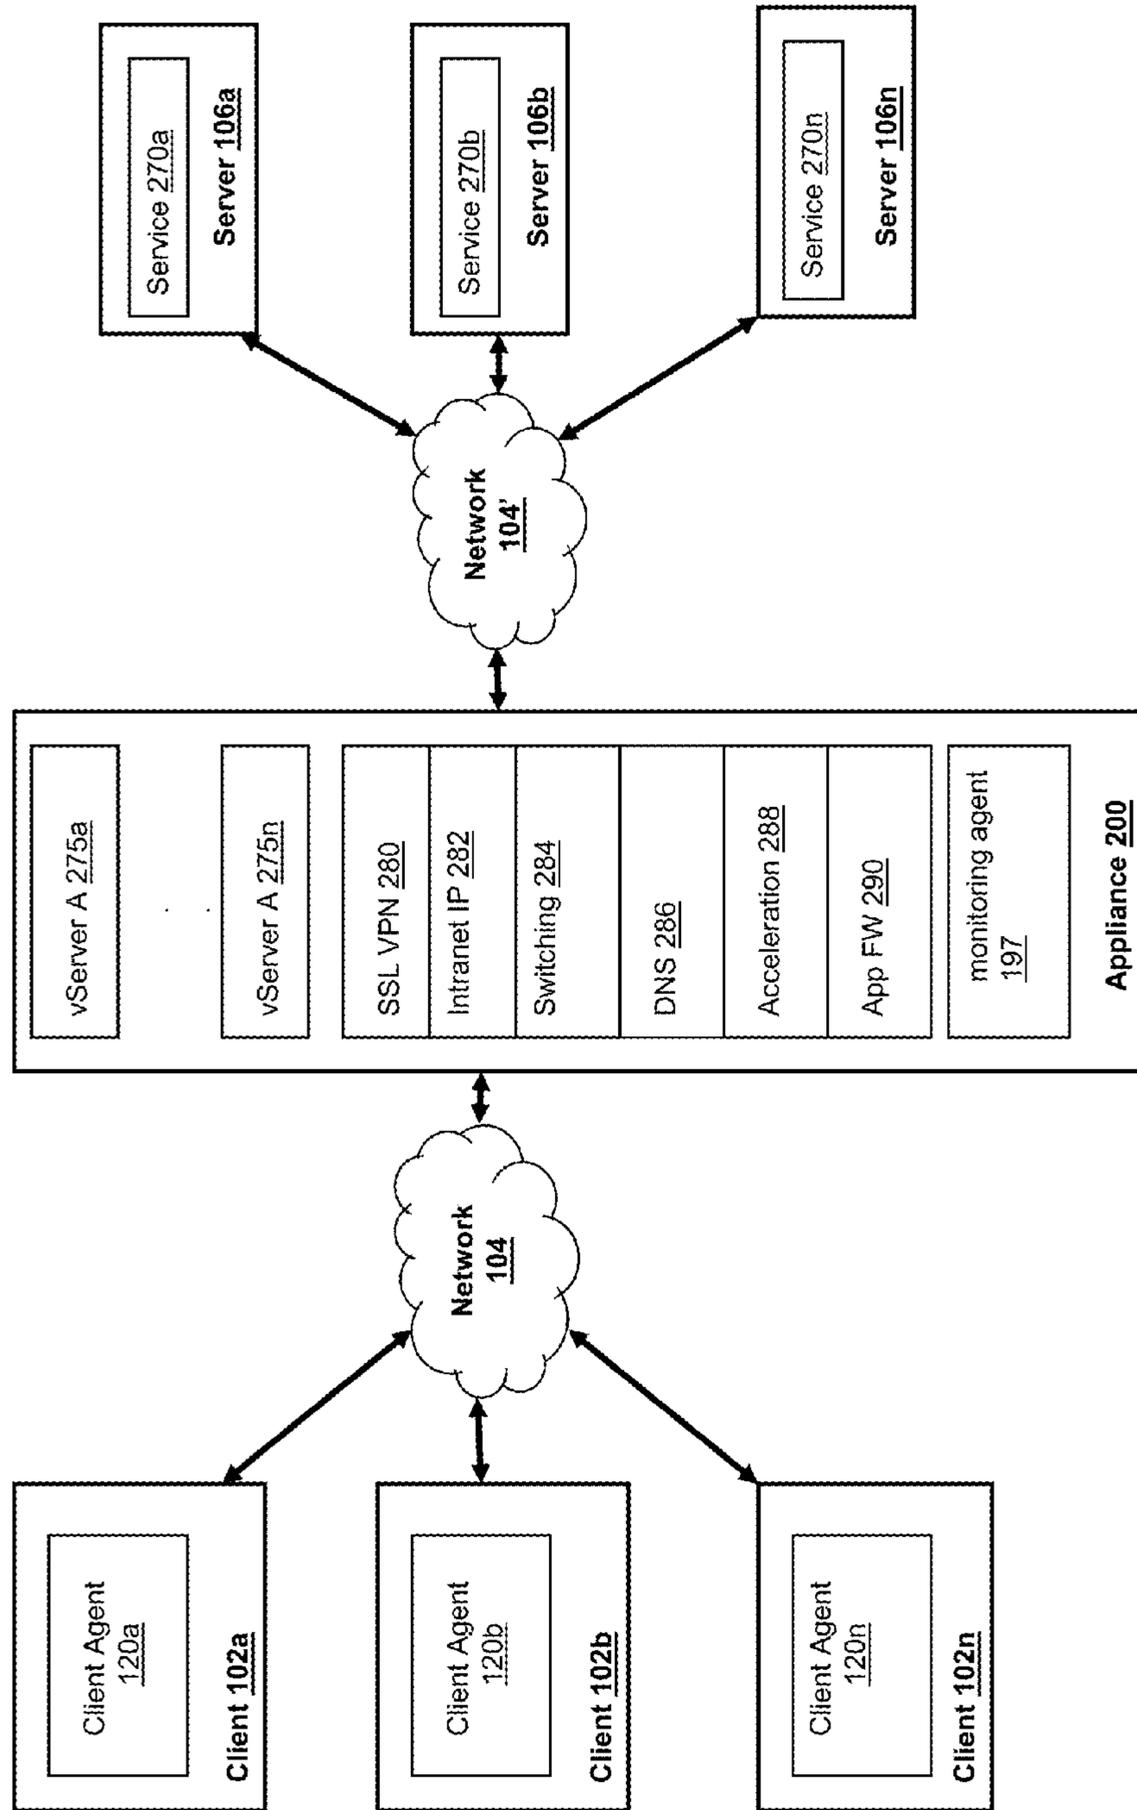 Client Agent
120a
Client 102a
Client Agent
120b
Client 102b
Client Agent
120n
Client 102n
Network
104
vServer A 275a
vServer A 275n
SSL VPN 280
Intranet IP 282
Switching 284
DNS 286
Acceleration 288
App FW 290
monitoring agent
197
Appliance 200
Network
104'
Service 270a
Server 106a
Service 270b
Server 106b
Service 270n
Server 106n